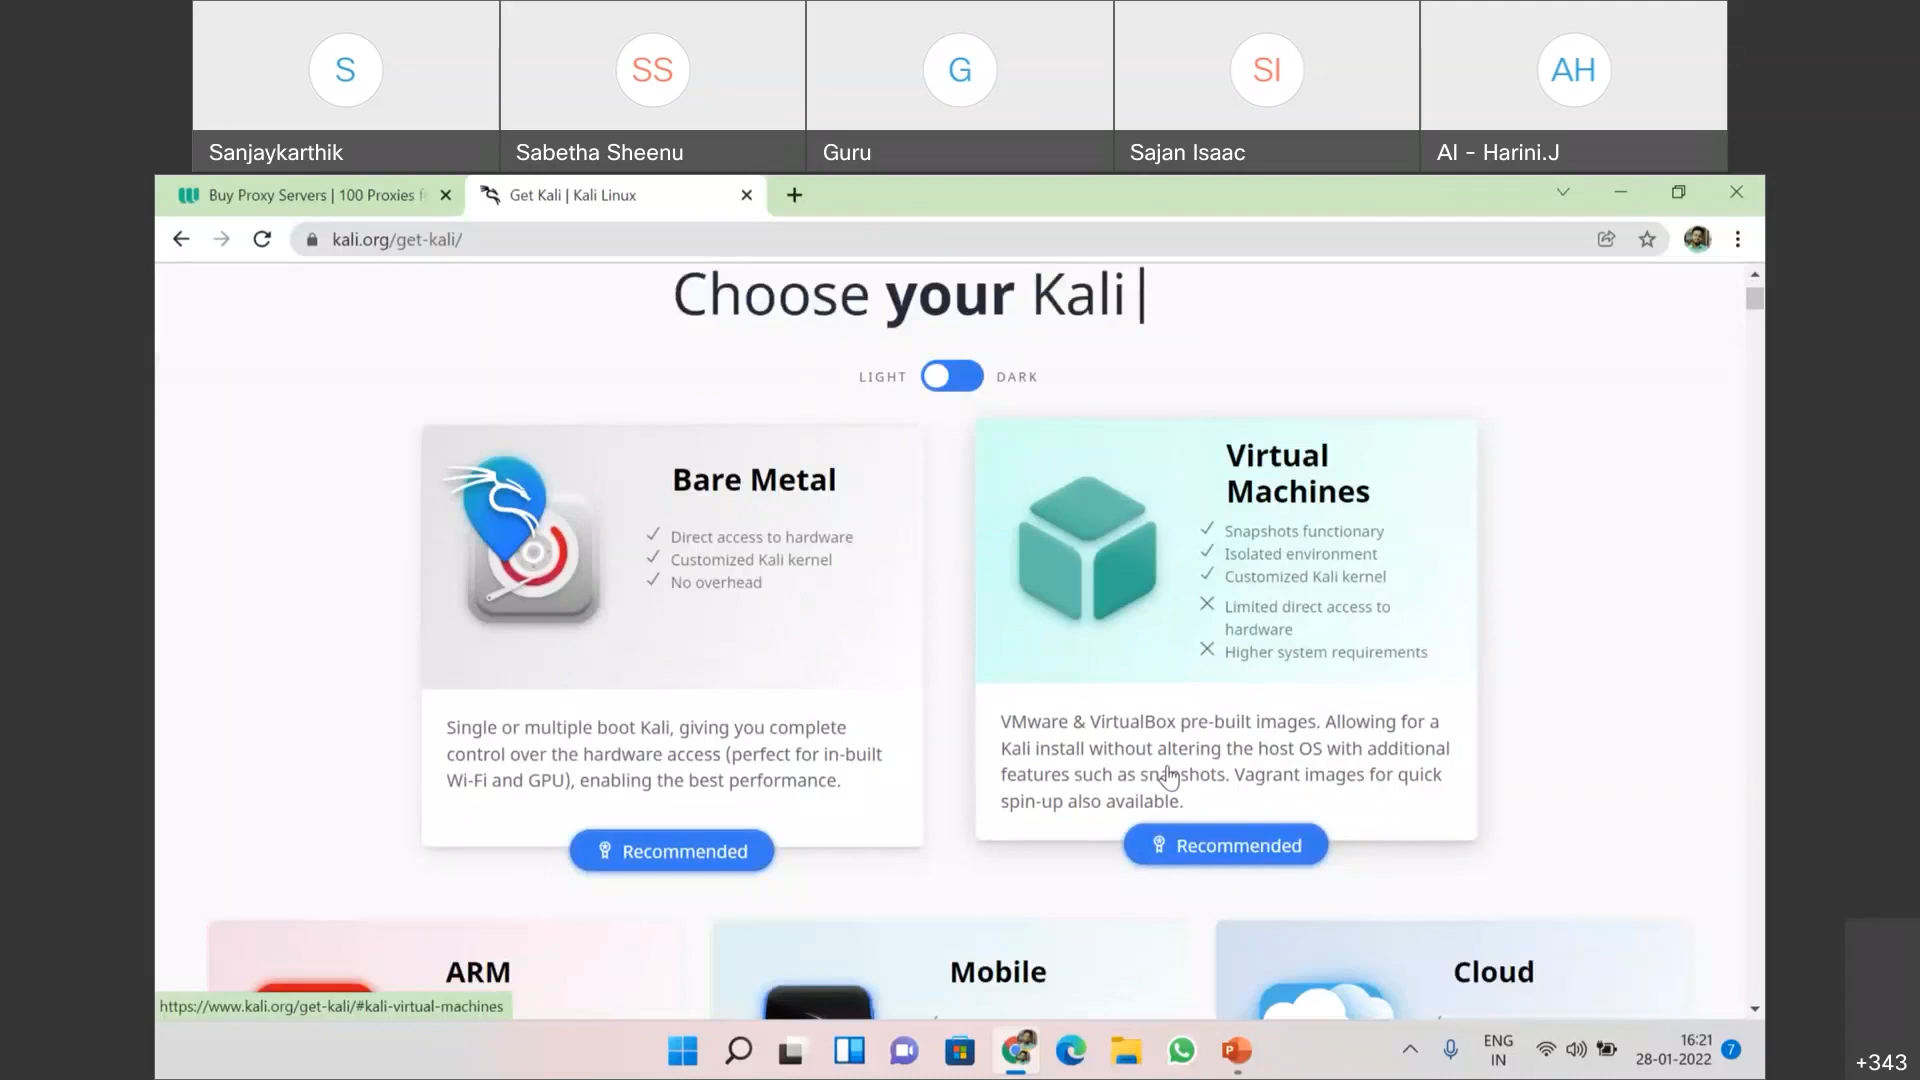 S
SS
G
SI
AH
Sanjaykarthik
Sabetha Sheenu
Guru
Sajan Isaac
AI - Harini.J
Buy Proxy Servers | 100 Proxies f
Get Kali | Kali Linux
kali.org/get-kali/
Choose your Kali
LIGHT
DARK
Bare Metal
Direct access to hardware
Customized Kali kernel
No overhead
Single or multiple boot Kali, giving you complete
control over the hardware access (perfect for in-built
Wi-Fi and GPU), enabling the best performance.
Recommended
Virtual
Machines
Snapshots functionary
Isolated environment
Customized Kali kernel
Limited direct access to
hardware
Higher system requirements
VMware & VirtualBox pre-built images. Allowing for a
Kali install without altering the host OS with additional
features such as snapshots. Vagrant images for quick
spin-up also available.
Recommended
ARM
Mobile
Cloud
https://www.kali.org/get-kali/#kali-virtual-machines
ENG
IN
16:21
28-01-2022
7
+343